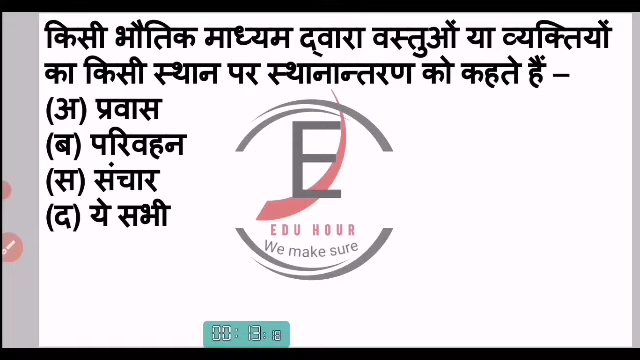 किसी भौतिक माध्यम द्वारा वस्तुओं या व्यक्तियों
का किसी स्थान पर स्थानान्तरण को कहते हैं –
(अ) प्रवास
(ब) परिवहन
(स) संचार
(द) ये सभी
E
EDU HOUR
We make sure
00:13:18